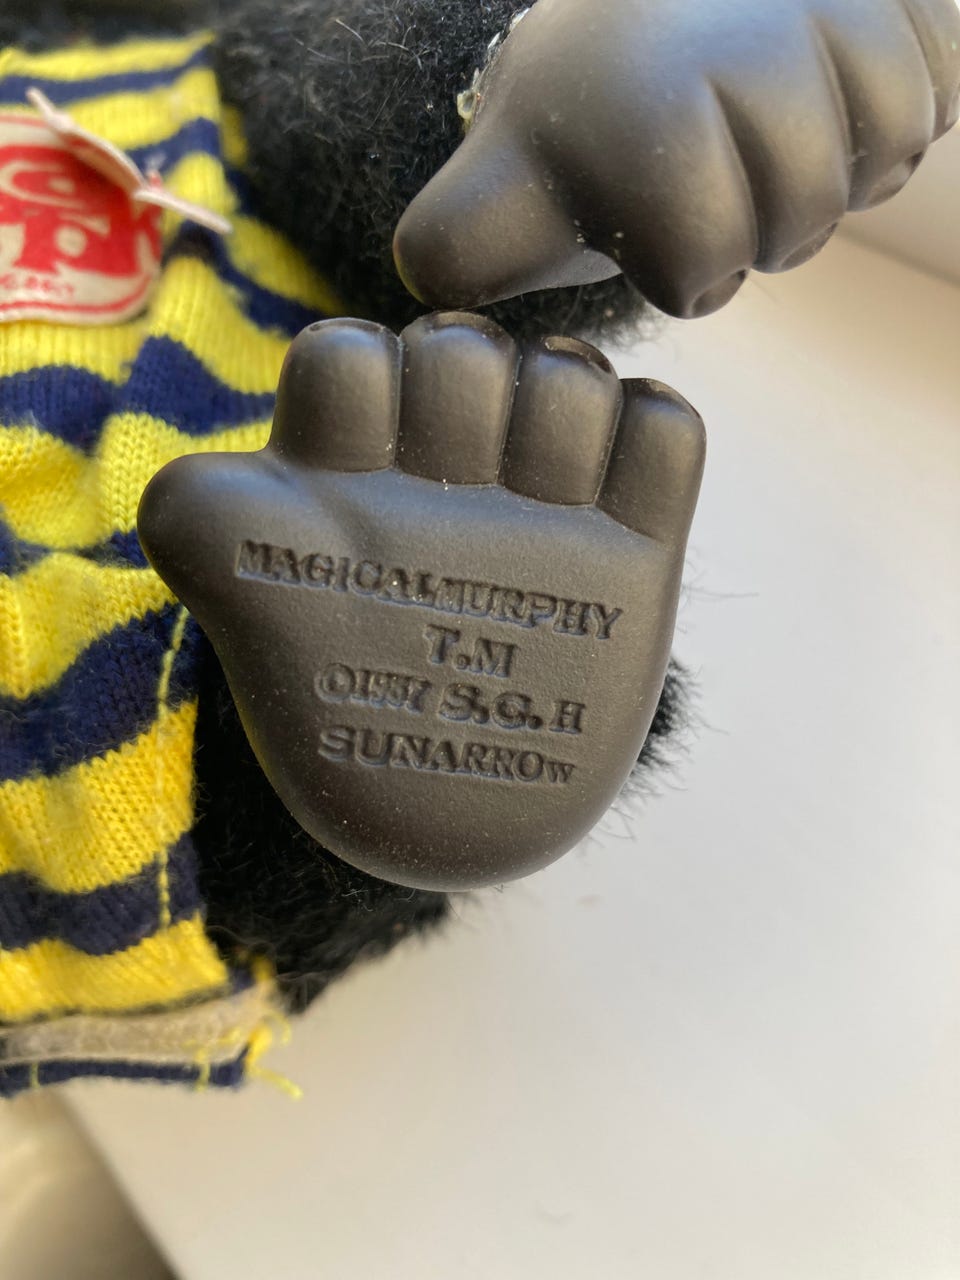 MAGICALMURPHY
T.M
©1987 S.G.H
SUNARROW